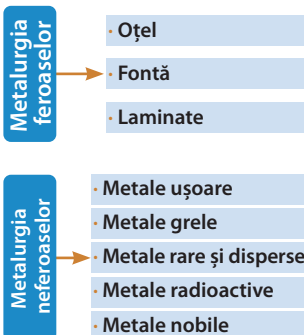 Metalurgia
feroaselor
· Oțel
· Fontă
· Laminate
Metalurgia
neferoaselor
· Metale ușoare
· Metale grele
· Metale rare și disperse
· Metale radioactive
· Metale nobile